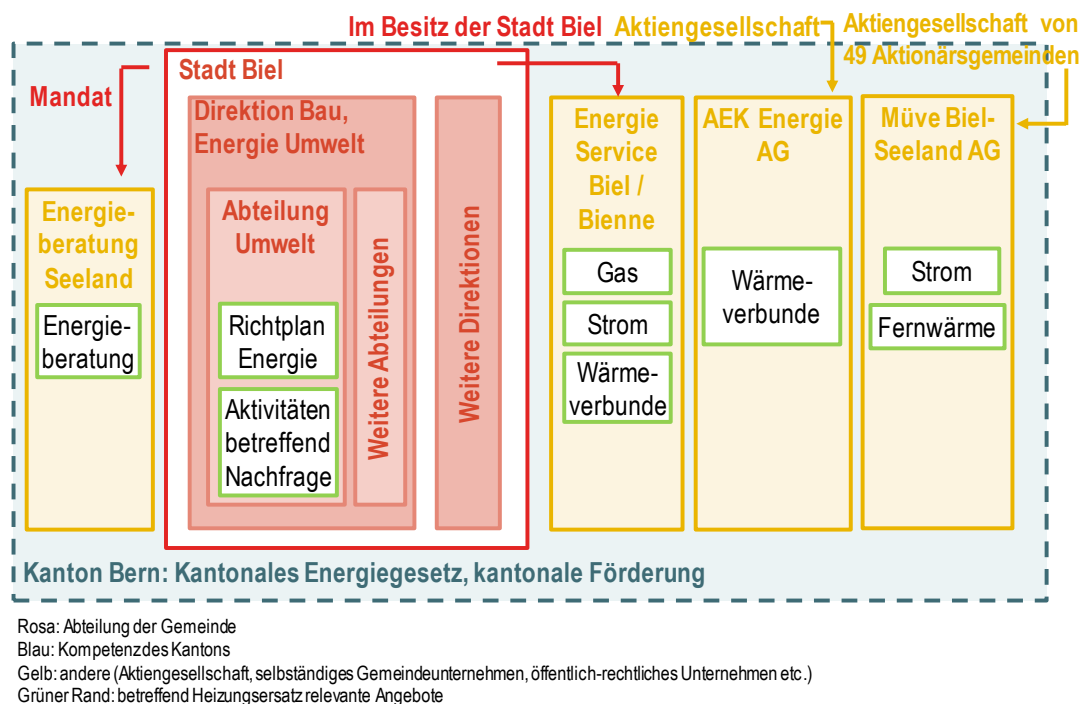 Im Besitz der Stadt Biel
Aktiengesellschaft
Aktiengesellschaft von
49 Aktionärsgemeinden
Mandat
Stadt Biel
Direktion Bau,
Energie Umwelt
Abteilung
Umwelt
Richtplan
Energie
Aktivitäten
betreffend
Nachfrage
Weitere Abteilungen
Weitere Direktionen
Energie-
beratung
Seeland
Energie-
beratung
Energie
Service
Biel /
Bienne
Gas
Strom
Wärme-
verbunde
AEK Energie
AG
Wärme-
verbunde
Müve Biel-
Seeland AG
Strom
Fernwärme
Kanton Bern: Kantonales Energiegesetz, kantonale Förderung
Rosa: Abteilung der Gemeinde
Blau: Kompetenz des Kantons
Gelb: andere (Aktiengesellschaft, selbständiges Gemeindeunternehmen, öffentlich-rechtliches Unternehmen etc.)
Grüner Rand: betreffend Heizungsersatz relevante Angebote